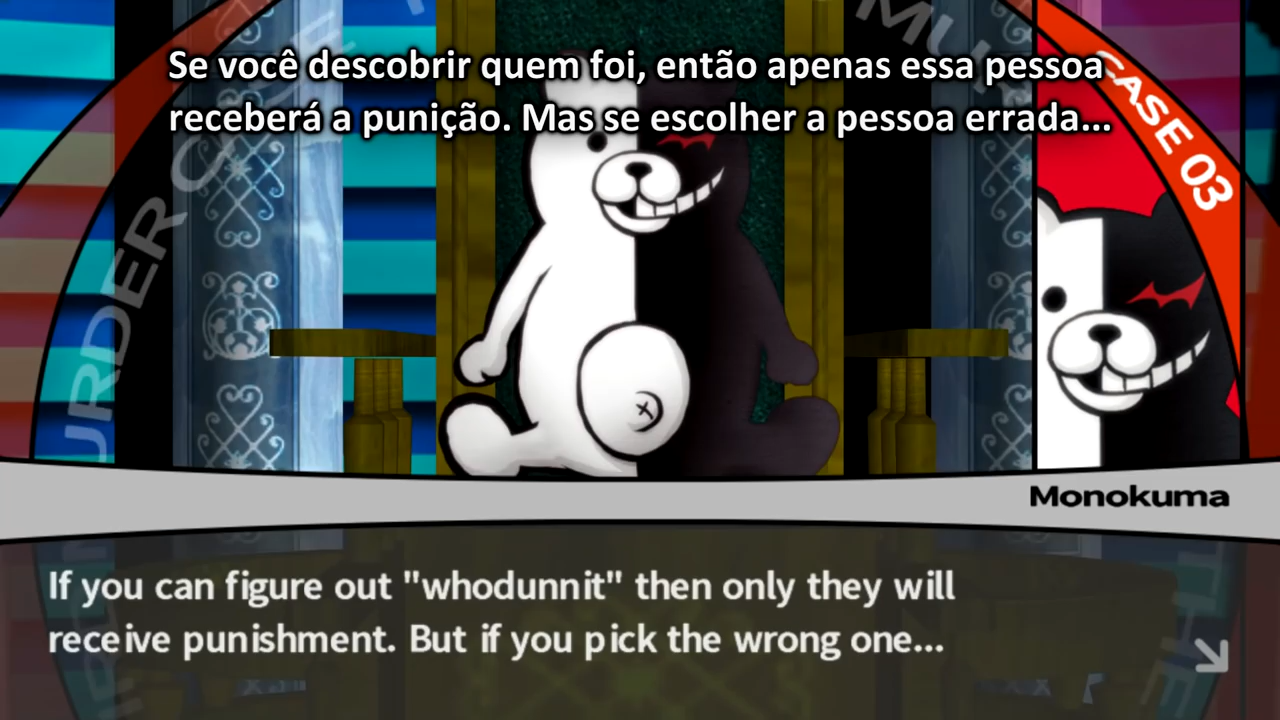 Se você descobrir quem foi, então apenas essa pessoa
receberá a punição. Mas se escolher a pessoa errada...
CASE 03
URDER C
MU
Monokuma
If you can figure out "whodunnit" then only they will
receive punishment. But if you pick the wrong one...